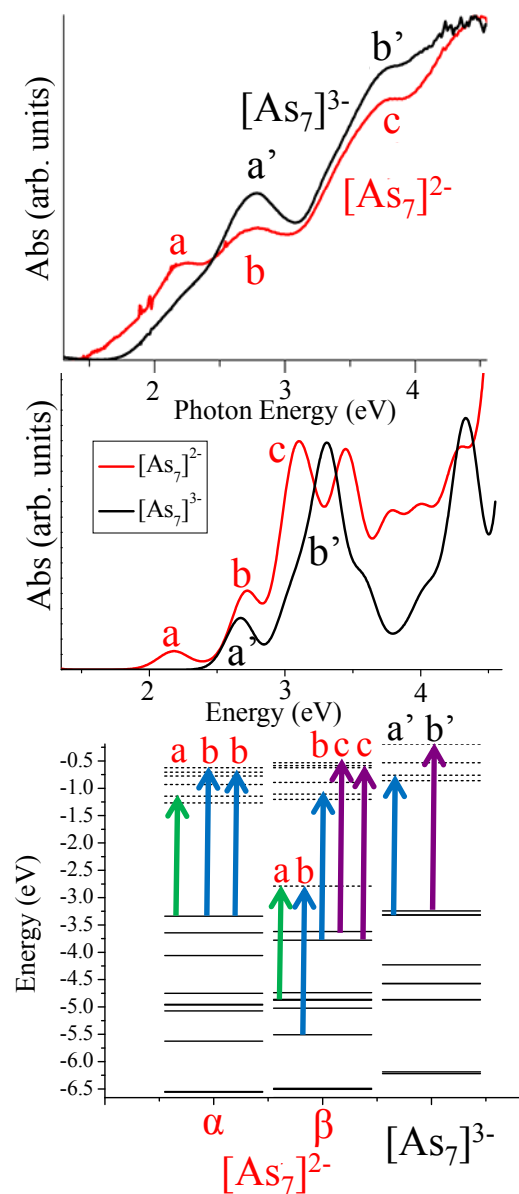 b'
[As7]3-
a'
c
[As7]2-
a
b
Abs (arb. units)
2 3 4
Photon Energy (eV)
c
[As7]2-
[As7]3-
b
b'
a
a'
Abs (arb. units)
2 3 4
Energy (eV)
a b b b c c a' b'
a b
-0.5
-1.0
-1.5
-2.0
-2.5
-3.0
-3.5
-4.0
-4.5
-5.0
-5.5
-6.0
-6.5
Energy (eV)
α β [As7]3-
[As7]2-